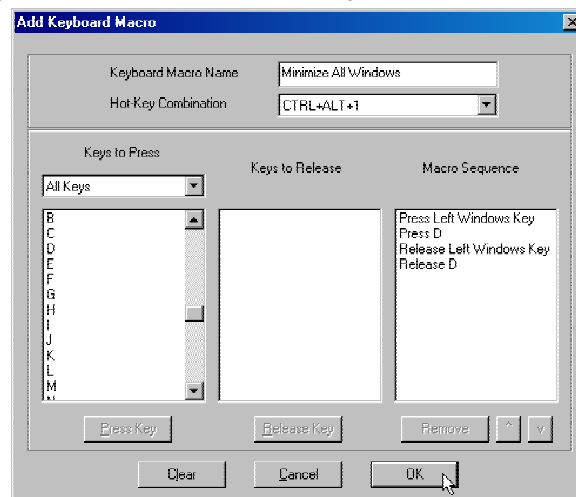 Add Keyboard Macro
Keyboard Macro Name
Minimize All Windows
Hot-Key Combination
CTRL+ALT+1
Keys to Press
Keys to Release
Macro Sequence
All Keys
B
C
D
E
F
G
H
I
J
K
L
M
Press Left Windows Key
Press D
Release Left Windows Key
Release D
Press Key
Release Key
Remove
^
v
Clear
Cancel
OK